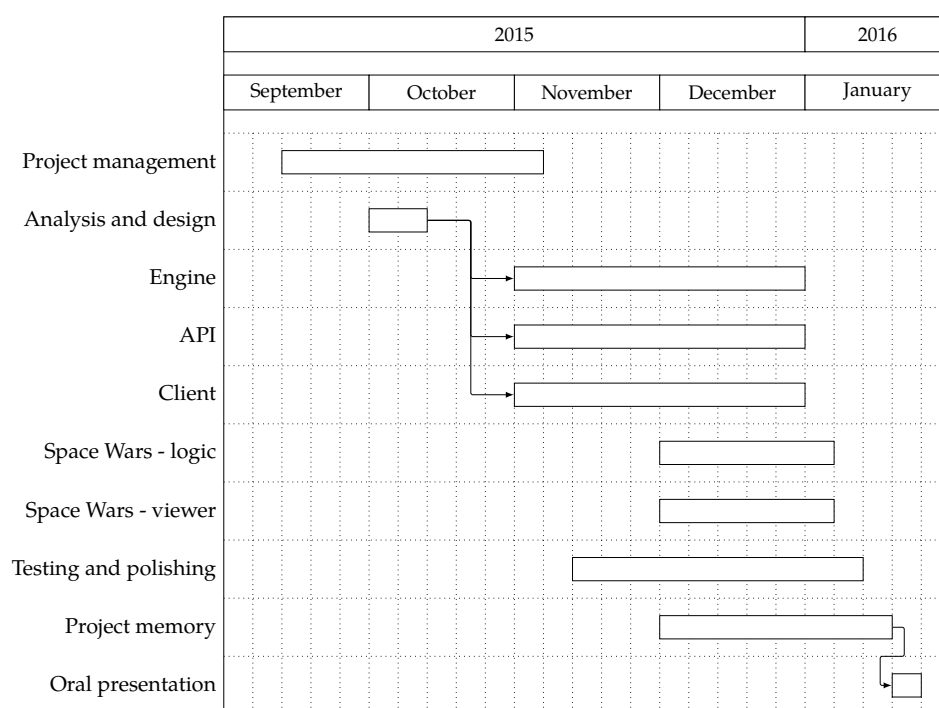 2015 2016
September October November December January
Project management
Analysis and design
Engine
API
Client
Space Wars - logic
Space Wars - viewer
Testing and polishing
Project memory
Oral presentation